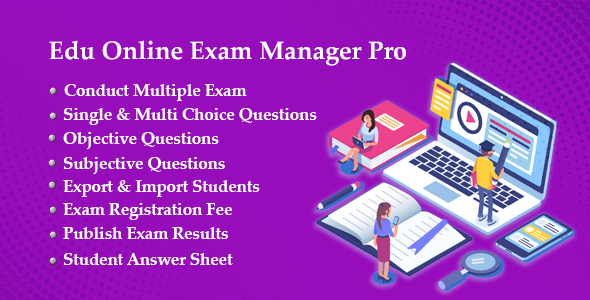 Edu Online Exam Manager Pro
Conduct Multiple Exam
Single & Multi Choice Questions
Objective Questions
Subjective Questions
Export & Import Students
Exam Registration Fee
Publish Exam Results
Student Answer Sheet